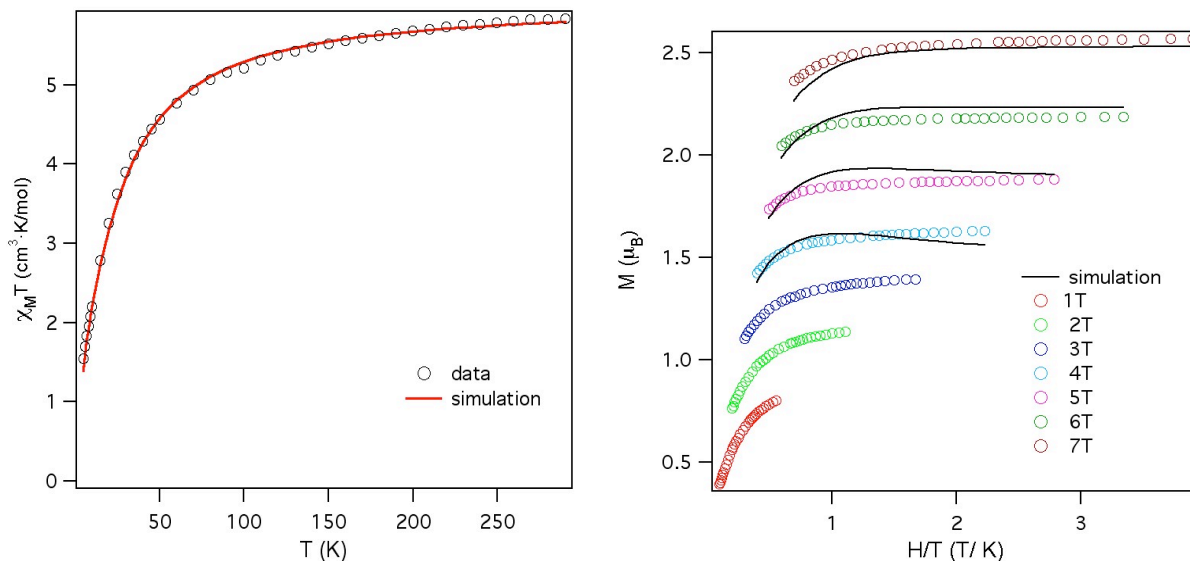 5
4
3
2
1
0
χMT (cm³·K/mol)
data
simulation
50
100
150
200
250
T (K)
2.5
2.0
1.5
1.0
0.5
M (μB)
simulation
1T
2T
3T
4T
5T
6T
7T
1
2
3
H/T (T/ K)